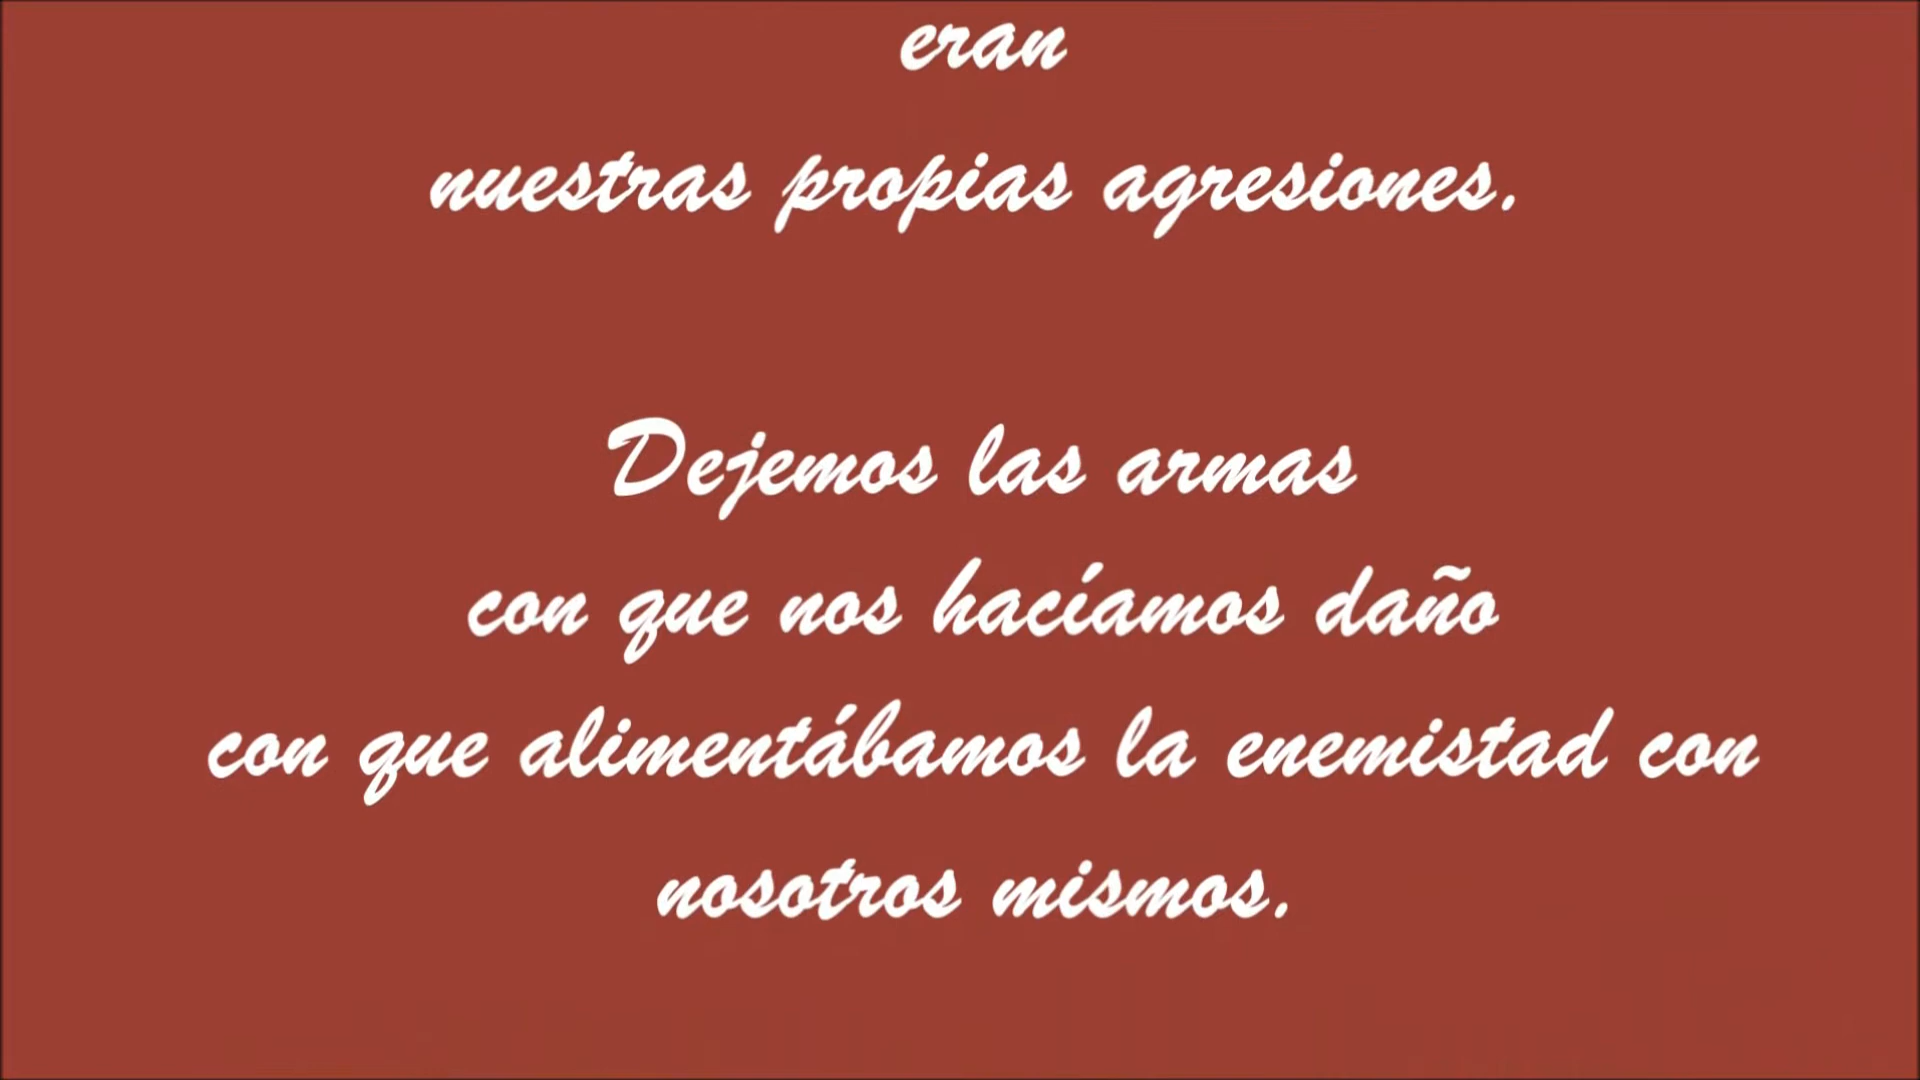 eran
nuestras propias agresiones.
Dejemos las armas
con que nos hacíamos daño
con que alimentábamos la enemistad con
nosotros mismos.